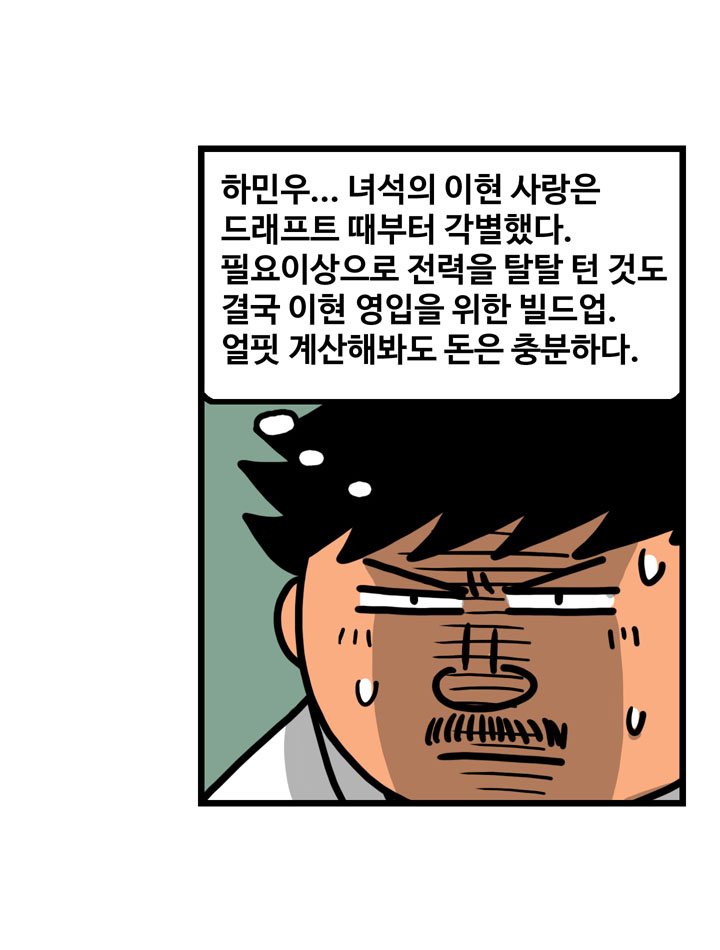 하민우... 녀석의 이현 사랑은
드래프트 때부터 각별했다.
필요이상으로 전력을 탈탈 턴 것도
결국 이현 영입을 위한 빌드업.
얼핏 계산해봐도 돈은 충분하다.